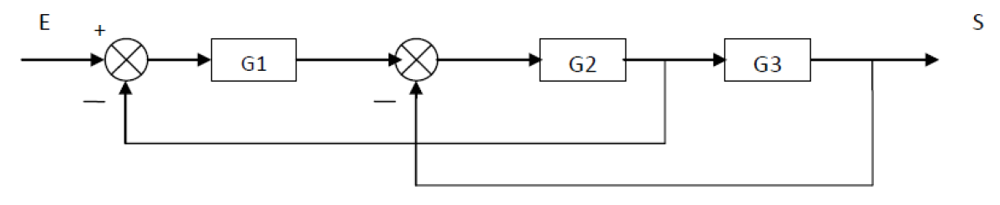 E S
+
G1 G2 G3
— —